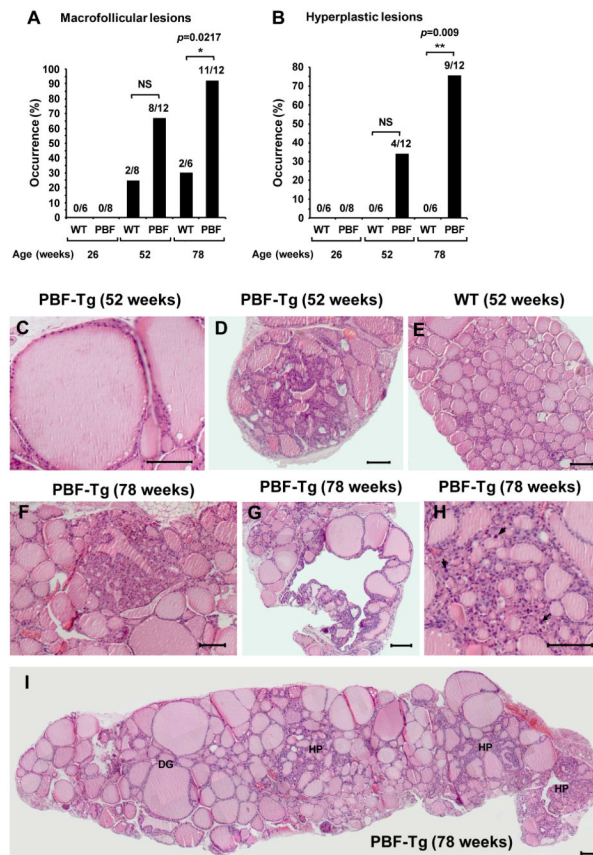 A Macrofollicular lesions
p=0.0217
*
NS
11/12
8/12
2/8
2/6
0/6 0/8
Occurrence (%)
100
90
80
70
60
50
40
30
20
10
0
WT PBF WT PBF WT PBF
Age (weeks) 26 52 78
B Hyperplastic lesions
p=0.009
**
9/12
NS
4/12
0/6 0/8 0/6 0/6
Occurrence (%)
80
70
60
50
40
30
20
10
0
WT PBF WT PBF WT PBF
Age (weeks) 26 52 78
PBF-Tg (52 weeks)
C
PBF-Tg (52 weeks)
D
WT (52 weeks)
E
PBF-Tg (78 weeks)
F
PBF-Tg (78 weeks)
G
PBF-Tg (78 weeks)
H
I
DG
HP
HP
HP
PBF-Tg (78 weeks)